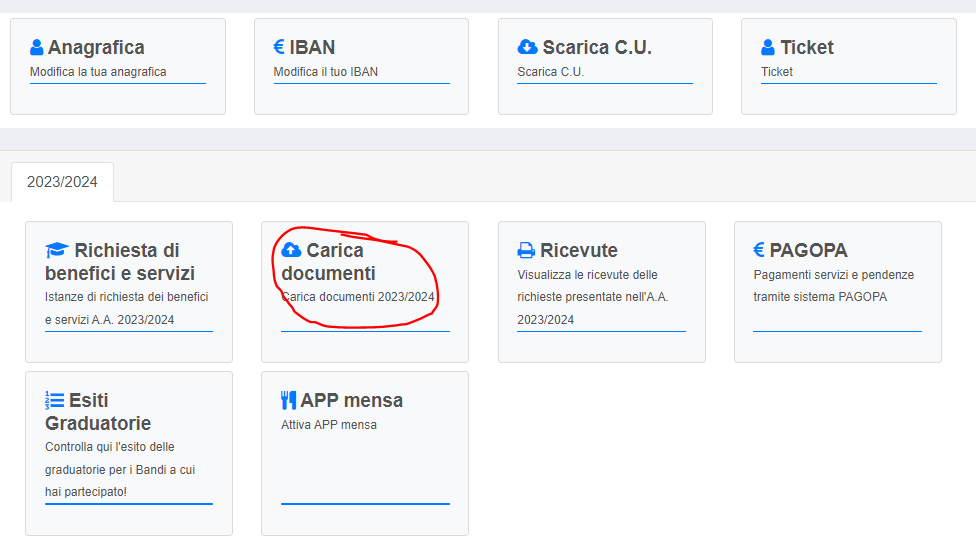 Anagrafica
Modifica la tua anagrafica
IBAN
Modifica il tuo IBAN
Scarica C.U.
Scarica C.U.
Ticket
Ticket
2023/2024
Richiesta di
benefici e servizi
Istanze di richiesta dei benefici
e servizi A.A. 2023/2024
Carica
documenti
Carica documenti 2023/2024
Ricevute
Visualizza le ricevute delle
richieste presentate nell'A.A.
2023/2024
PAGOPA
Pagamenti servizi e pendenze
tramite sistema PAGOPA
Esiti
Graduatorie
Controlla qui l'esito delle
graduatorie per i Bandi a cui
hai partecipato!
APP mensa
Attiva APP mensa